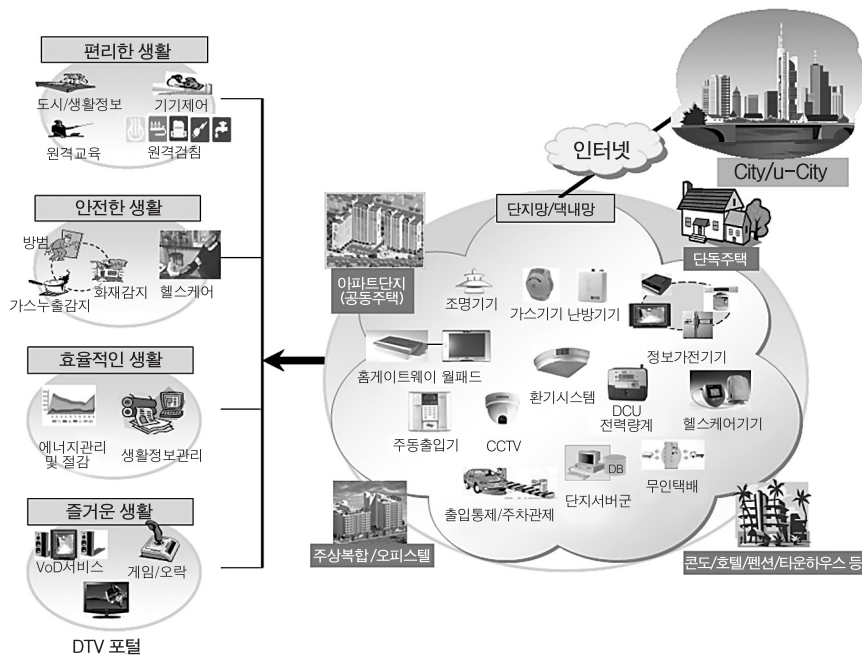 편리한 생활
도시/생활정보
기기제어
원격교육
원격검침
안전한 생활
방범
가스누출감지
화재감지
헬스케어
효율적인 생활
에너지관리
및 절감
생활정보관리
즐거운 생활
VoD서비스
게임/오락
DTV 포털
인터넷
City/u-City
단지망/댁내망
아파트단지
(공동주택)
단독주택
조명기기
가스기기
난방기기
정보가전기기
홈게이트웨이
월패드
환기시스템
DCU
전력량계
헬스케어기기
주동출입기
CCTV
출입통제/주차관제
단지서버군
DB
무인택배
주상복합/오피스텔
콘도/호텔/펜션/타운하우스 등